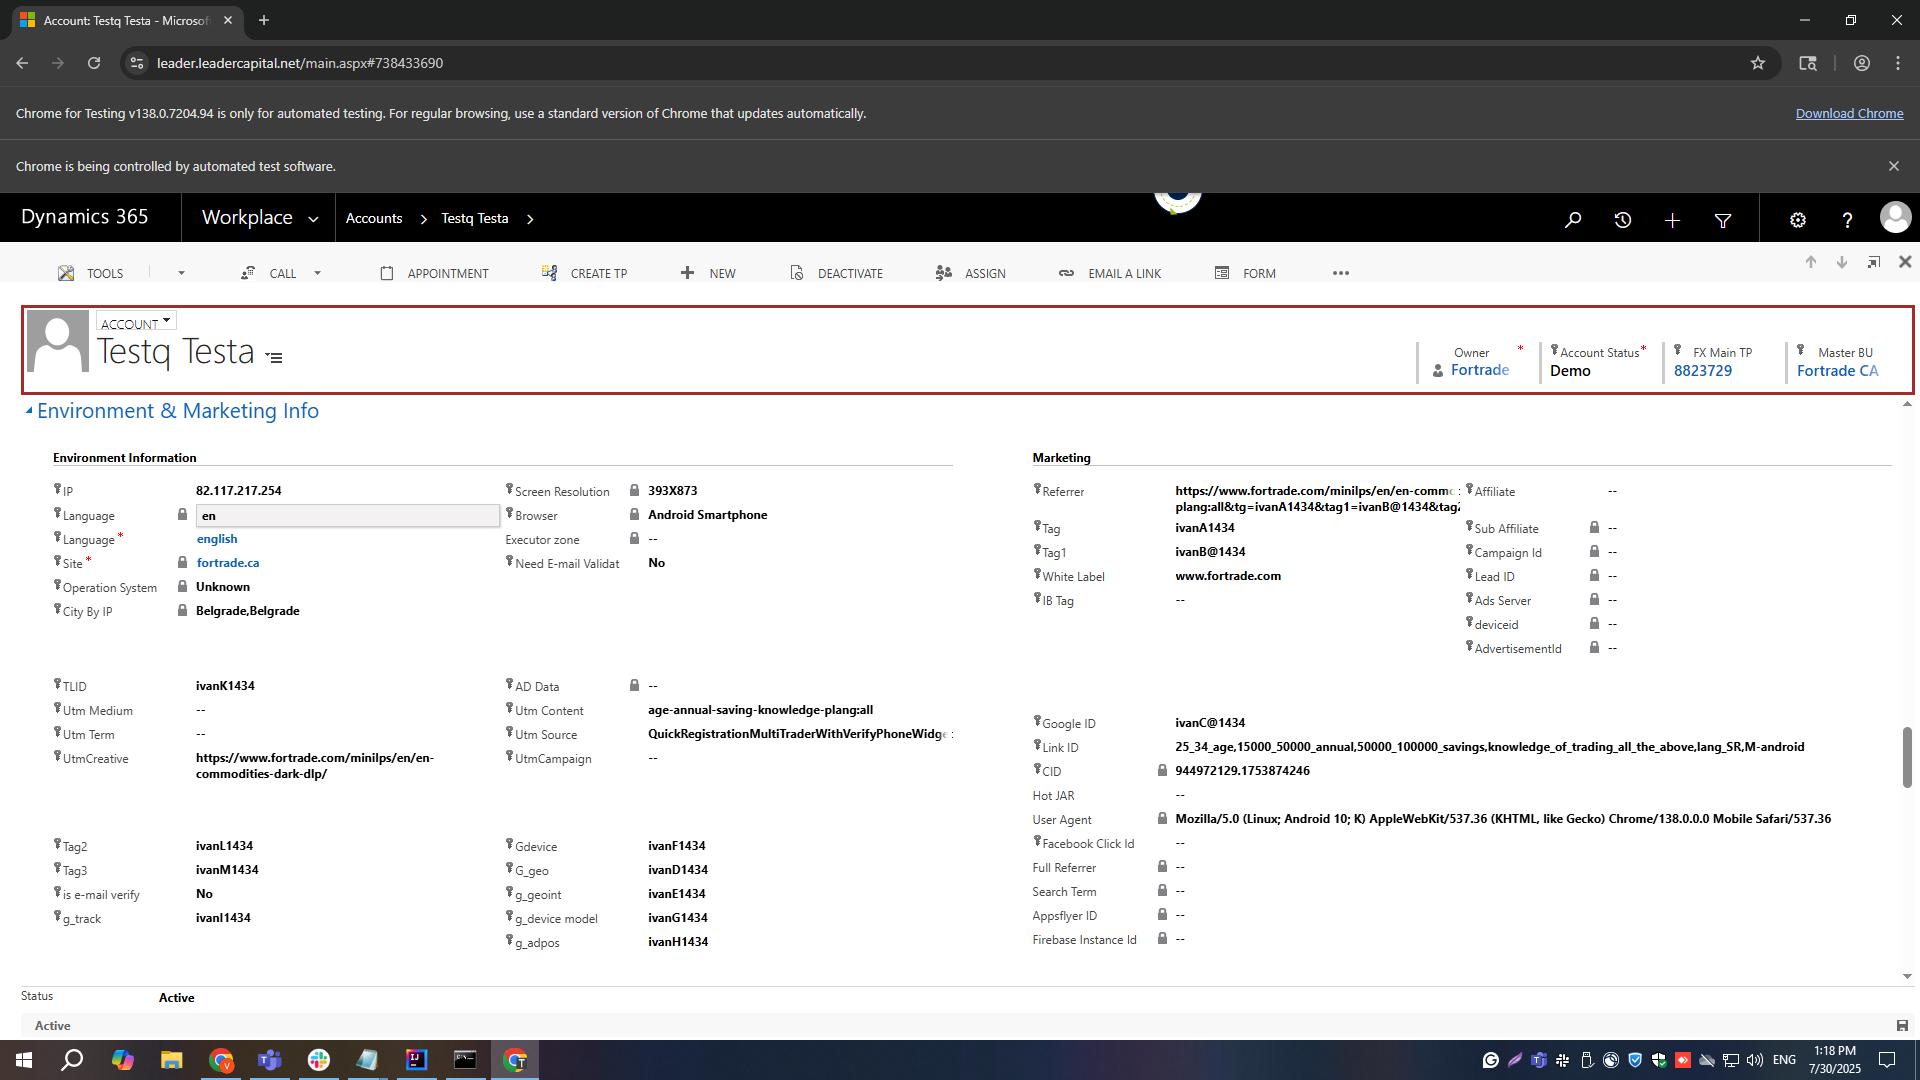 Account: Testq Testa - Microsof
leader.leadercapital.net/main.aspx#738433690
Chrome for Testing v138.0.7204.94 is only for automated testing. For regular browsing, use a standard version of Chrome that updates automatically.
Download Chrome
Chrome is being controlled by automated test software.
Dynamics 365
Workplace
Accounts
Testq Testa
TOOLS
CALL
APPOINTMENT
CREATE TP
NEW
DEACTIVATE
ASSIGN
EMAIL A LINK
FORM
ACCOUNT
Testq Testa
Owner *
Fortrade
Account Status *
Demo
FX Main TP
8823729
Master BU
Fortrade CA
Environment & Marketing Info
Environment Information
IP 82.117.217.254
Language en
Language * english
Site * fortrade.ca
Operation System Unknown
City By IP Belgrade,Belgrade
Screen Resolution 393X873
Browser Android Smartphone
Executor zone --
Need E-mail Validat No
TLID ivanK1434
Utm Medium --
Utm Term --
UtmCreative https://www.fortrade.com/minilps/en/en-
commodities-dark-dlp/
AD Data --
Utm Content age-annual-saving-knowledge-plang:all
Utm Source QuickRegistrationMultiTraderWithVerifyPhoneWidge
UtmCampaign --
Tag2 ivanL1434
Tag3 ivanM1434
is e-mail verify No
g_track ivanI1434
Gdevice ivanF1434
G_geo ivanD1434
g_geoint ivanE1434
g_device model ivanG1434
g_adpos ivanH1434
Marketing
Referrer https://www.fortrade.com/minilps/en/en-commo
plang:all&tg=ivanA1434&tag1=ivanB@1434&tag2
Tag ivanA1434
Tag1 ivanB@1434
White Label www.fortrade.com
IB Tag --
Affiliate --
Sub Affiliate --
Campaign Id --
Lead ID --
Ads Server --
deviceid --
AdvertisementId --
Google ID ivanC@1434
Link ID 25_34_age,15000_50000_annual,50000_100000_savings,knowledge_of_trading_all_the_above,lang_SR,M-android
CID 944972129.1753874246
Hot JAR --
User Agent Mozilla/5.0 (Linux; Android 10; K) AppleWebKit/537.36 (KHTML, like Gecko) Chrome/138.0.0.0 Mobile Safari/537.36
Facebook Click Id --
Full Referrer --
Search Term --
Appsflyer ID --
Firebase Instance Id --
Status Active
Active
ENG
1:18 PM
7/30/2025